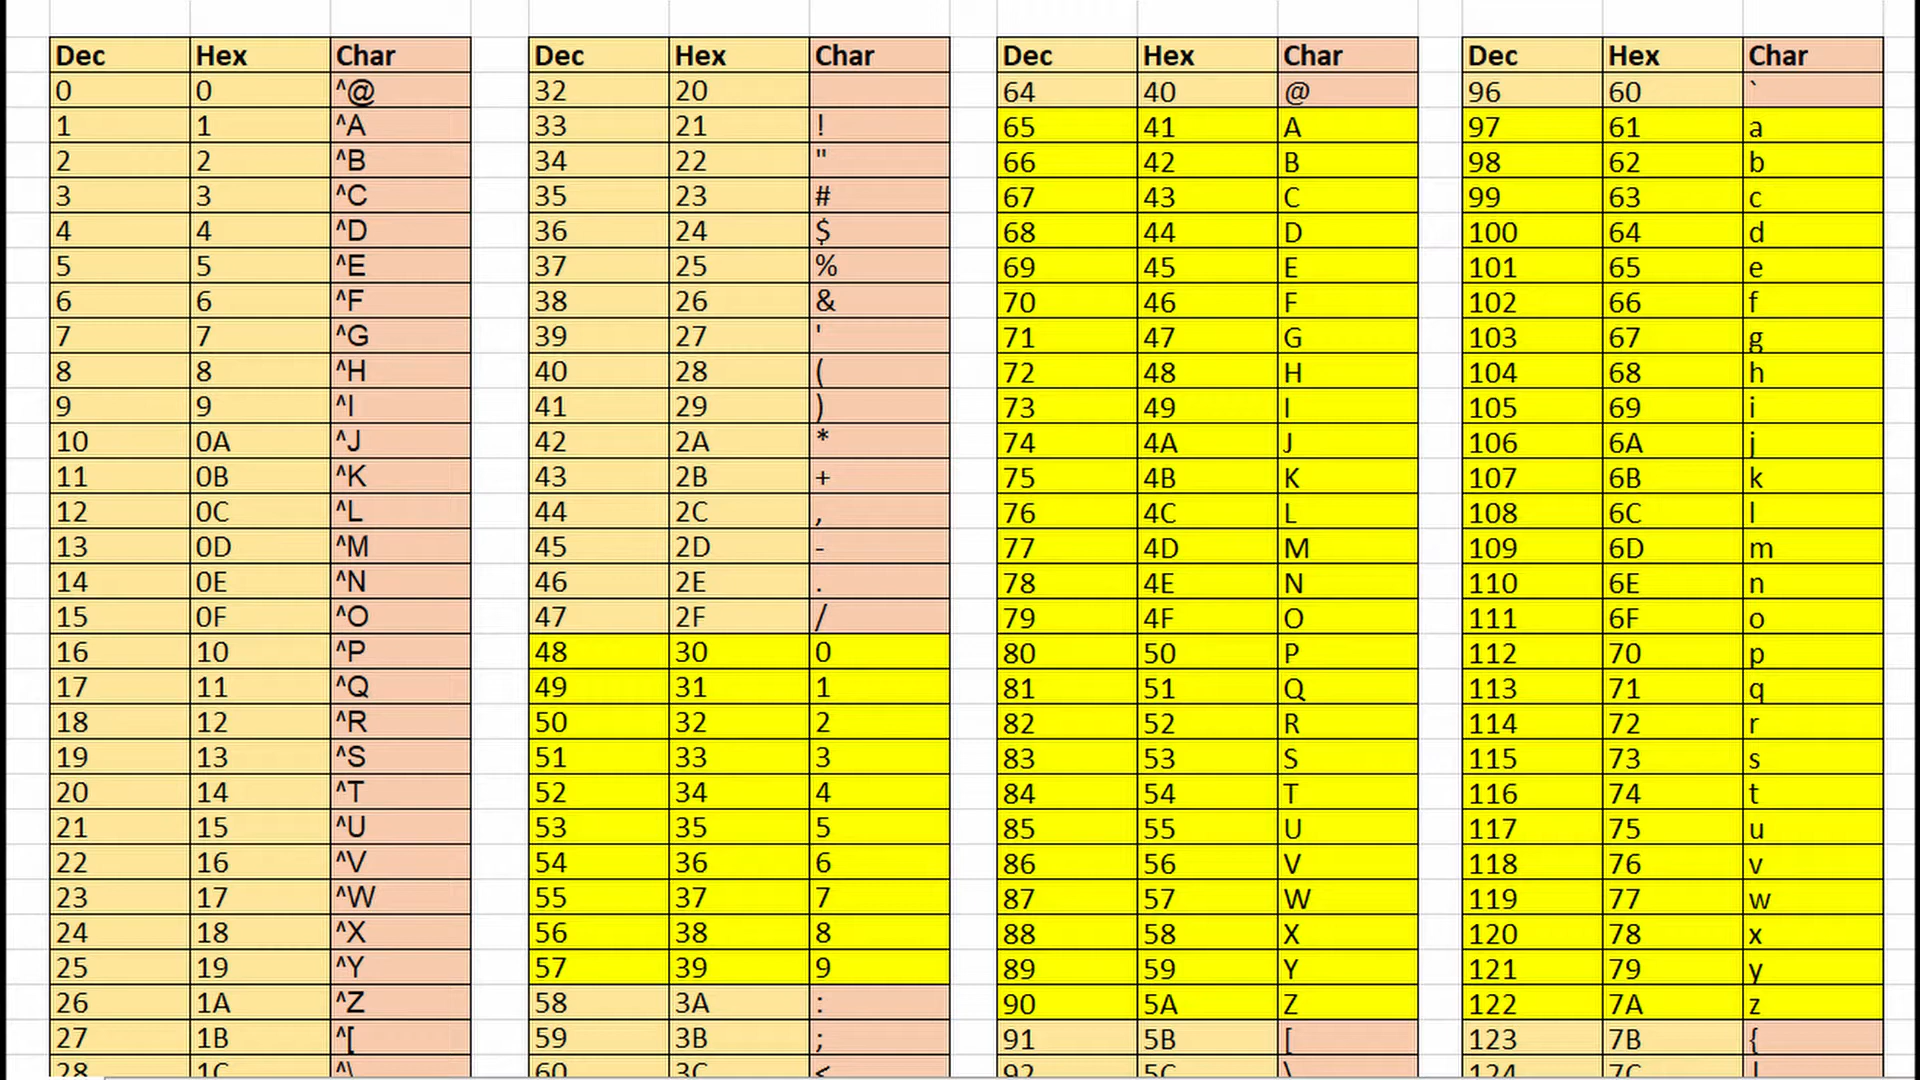 Dec Hex Char Dec Hex Char Dec Hex Char Dec Hex Char
0 0 ^@ 32 20 64 40 @ 96 60 `
1 1 ^A 33 21 ! 65 41 A 97 61 a
2 2 ^B 34 22 " 66 42 B 98 62 b
3 3 ^C 35 23 # 67 43 C 99 63 c
4 4 ^D 36 24 $ 68 44 D 100 64 d
5 5 ^E 37 25 % 69 45 E 101 65 e
6 6 ^F 38 26 & 70 46 F 102 66 f
7 7 ^G 39 27 ' 71 47 G 103 67 g
8 8 ^H 40 28 ( 72 48 H 104 68 h
9 9 ^I 41 29 ) 73 49 I 105 69 i
10 0A ^J 42 2A * 74 4A J 106 6A j
11 0B ^K 43 2B + 75 4B K 107 6B k
12 0C ^L 44 2C , 76 4C L 108 6C l
13 0D ^M 45 2D - 77 4D M 109 6D m
14 0E ^N 46 2E . 78 4E N 110 6E n
15 0F ^O 47 2F / 79 4F O 111 6F o
16 10 ^P 48 30 0 80 50 P 112 70 p
17 11 ^Q 49 31 1 81 51 Q 113 71 q
18 12 ^R 50 32 2 82 52 R 114 72 r
19 13 ^S 51 33 3 83 53 S 115 73 s
20 14 ^T 52 34 4 84 54 T 116 74 t
21 15 ^U 53 35 5 85 55 U 117 75 u
22 16 ^V 54 36 6 86 56 V 118 76 v
23 17 ^W 55 37 7 87 57 W 119 77 w
24 18 ^X 56 38 8 88 58 X 120 78 x
25 19 ^Y 57 39 9 89 59 Y 121 79 y
26 1A ^Z 58 3A : 90 5A Z 122 7A z
27 1B ^[ 59 3B ; 91 5B [ 123 7B {
28 1C ^\ 60 3C < 92 5C \ 124 7C |